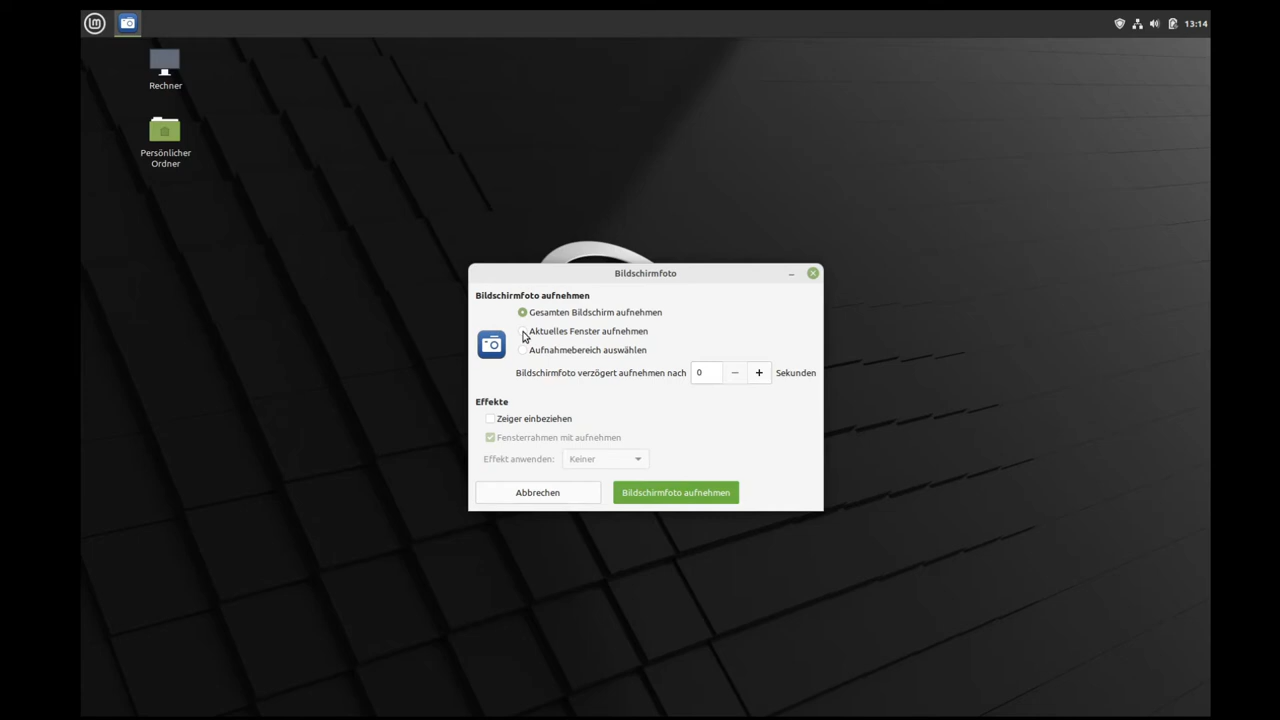 13:14
Rechner
Persönlicher
Ordner
Bildschirmfoto
Bildschirmfoto aufnehmen
Gesamten Bildschirm aufnehmen
Aktuelles Fenster aufnehmen
Aufnahmebereich auswählen
Bildschirmfoto verzögert aufnehmen nach 0 − + Sekunden
Effekte
Zeiger einbeziehen
Fensterrahmen mit aufnehmen
Effekt anwenden: Keiner
Abbrechen Bildschirmfoto aufnehmen